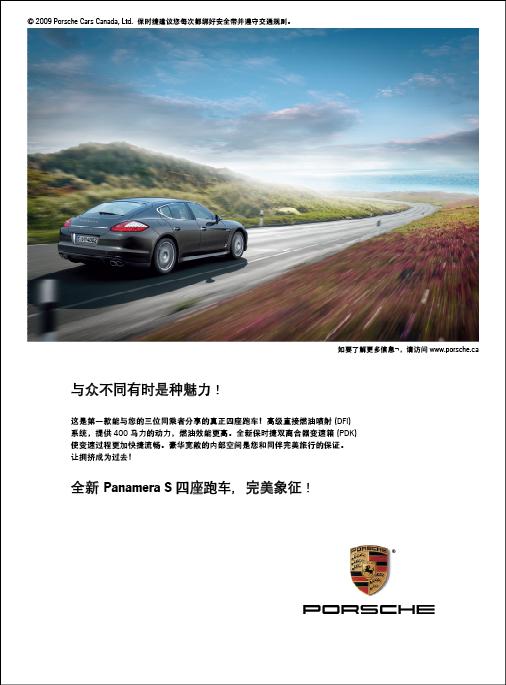 © 2009 Porsche Cars Canada, Ltd. 保时捷建议您每次都绑好安全带并遵守交通规则。
如要了解更多信息¬，请访问 www.porsche.ca
与众不同有时是种魅力！
这是第一款能与您的三位同乘者分享的真正四座跑车！高级直接燃油喷射 (DFI)
系统，提供 400 马力的动力，燃油效能更高。全新保时捷双离合器变速箱 (PDK)
使变速过程更加快捷流畅。豪华宽敞的内部空间是您和同伴完美旅行的保证。
让拥挤成为过去！
全新 Panamera S 四座跑车，完美象征！
PORSCHE
®
PORSCHE